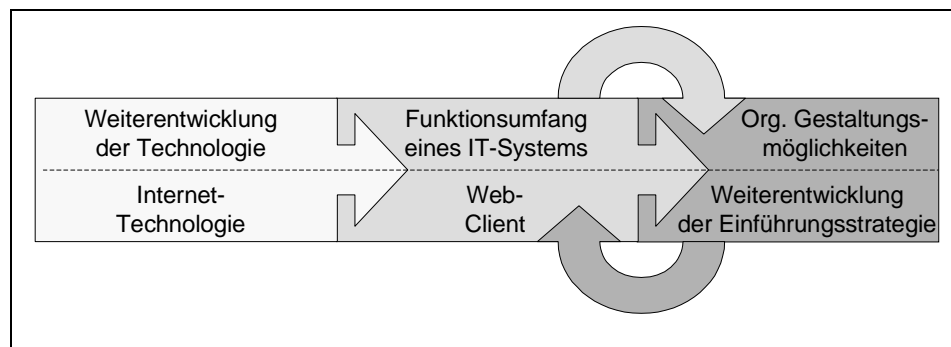 Weiterentwicklung
der Technologie
Funktionsumfang
eines IT-Systems
Org. Gestaltungs-
möglichkeiten
Internet-
Technologie
Web-
Client
Weiterentwicklung
der Einführungsstrategie